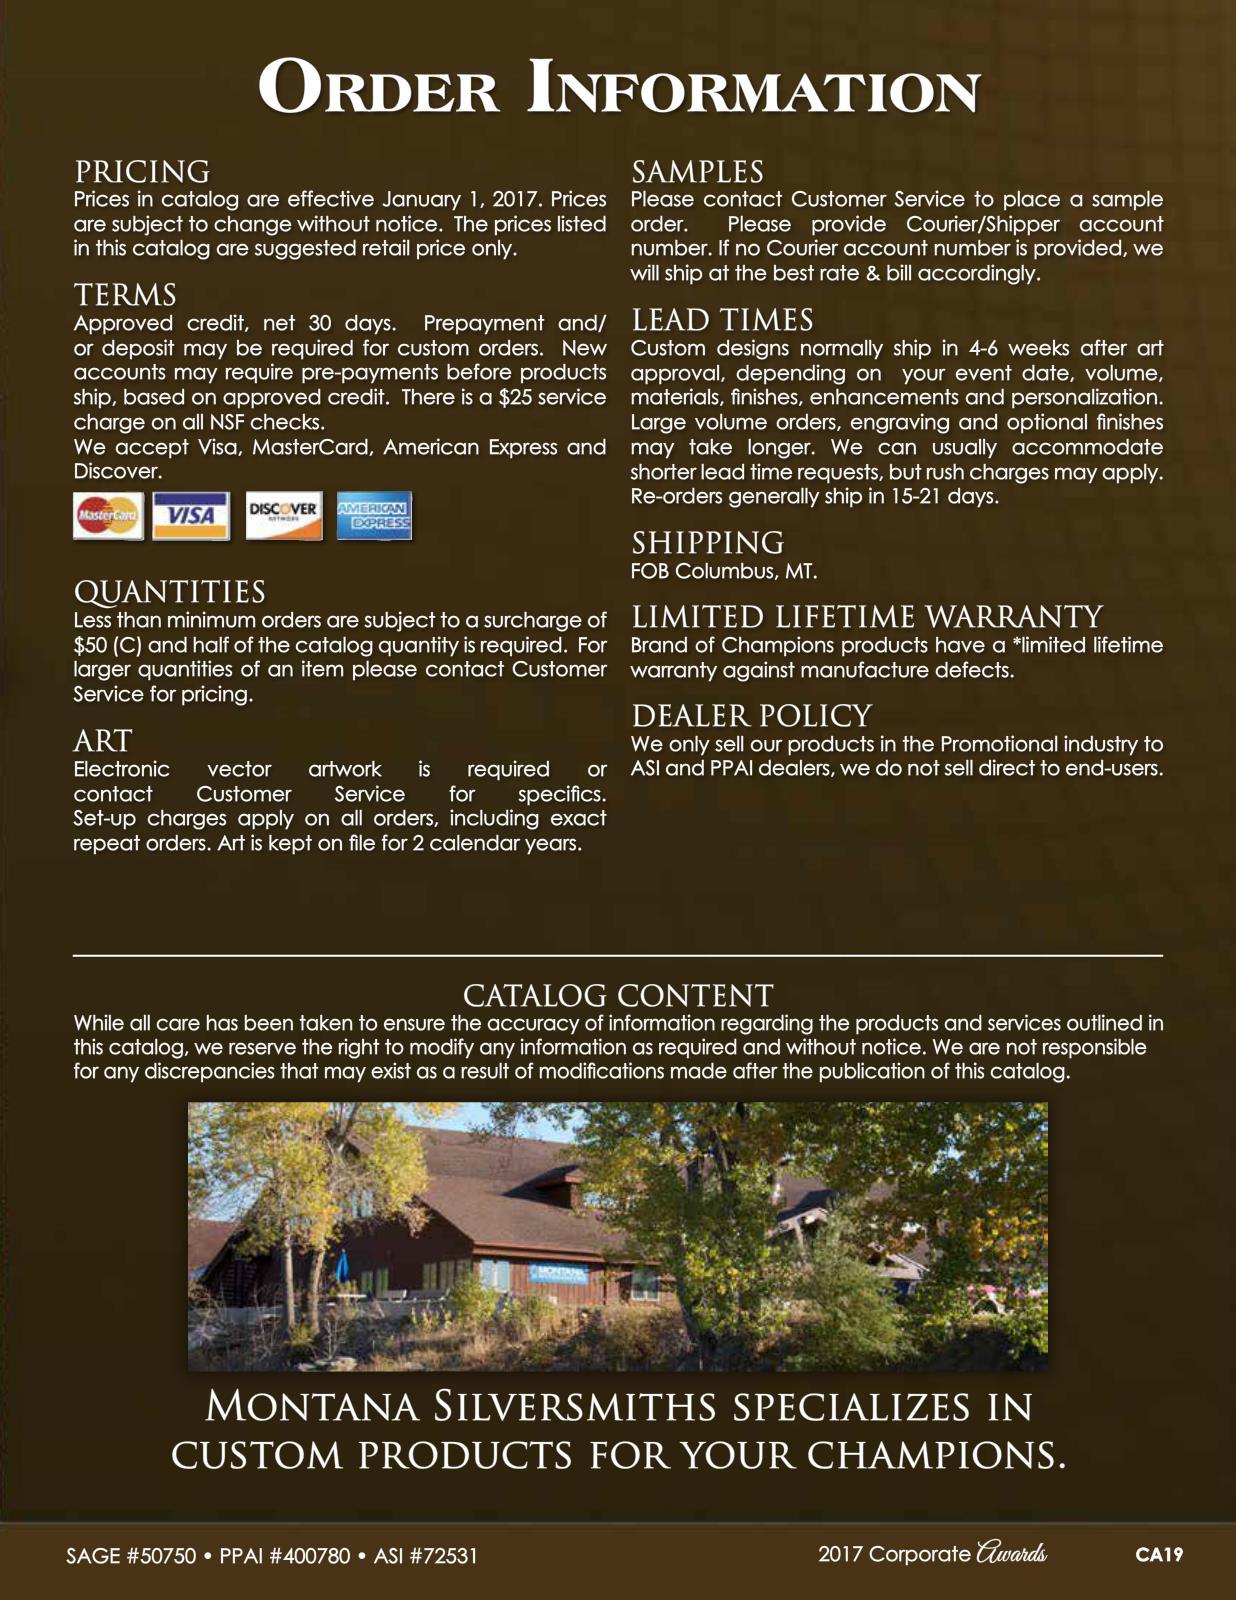 ORDER INFORMATION
PRICING
Prices in catalog are effective January 1, 2017. Prices
are subject to change without notice. The prices listed
in this catalog are suggested retail price only.
TERMS
Approved credit, net 30 days. Prepayment and/
or deposit may be required for custom orders. New
accounts may require pre-payments before products
ship, based on approved credit. There is a $25 service
charge on all NSF checks.
We accept Visa, MasterCard, American Express and
Discover.
MasterCard VISA DISCOVER NETWORK AMERICAN EXPRESS
QUANTITIES
Less than minimum orders are subject to a surcharge of
$50 (C) and half of the catalog quantity is required. For
larger quantities of an item please contact Customer
Service for pricing.
ART
Electronic vector artwork is required or
contact Customer Service for specifics.
Set-up charges apply on all orders, including exact
repeat orders. Art is kept on file for 2 calendar years.
SAMPLES
Please contact Customer Service to place a sample
order. Please provide Courier/Shipper account
number. If no Courier account number is provided, we
will ship at the best rate & bill accordingly.
LEAD TIMES
Custom designs normally ship in 4-6 weeks after art
approval, depending on your event date, volume,
materials, finishes, enhancements and personalization.
Large volume orders, engraving and optional finishes
may take longer. We can usually accommodate
shorter lead time requests, but rush charges may apply.
Re-orders generally ship in 15-21 days.
SHIPPING
FOB Columbus, MT.
LIMITED LIFETIME WARRANTY
Brand of Champions products have a *limited lifetime
warranty against manufacture defects.
DEALER POLICY
We only sell our products in the Promotional industry to
ASI and PPAI dealers, we do not sell direct to end-users.
CATALOG CONTENT
While all care has been taken to ensure the accuracy of information regarding the products and services outlined in
this catalog, we reserve the right to modify any information as required and without notice. We are not responsible
for any discrepancies that may exist as a result of modifications made after the publication of this catalog.
MONTANA
MONTANA SILVERSMITHS SPECIALIZES IN
CUSTOM PRODUCTS FOR YOUR CHAMPIONS.
SAGE #50750 • PPAI #400780 • ASI #72531
2017 Corporate Awards CA19